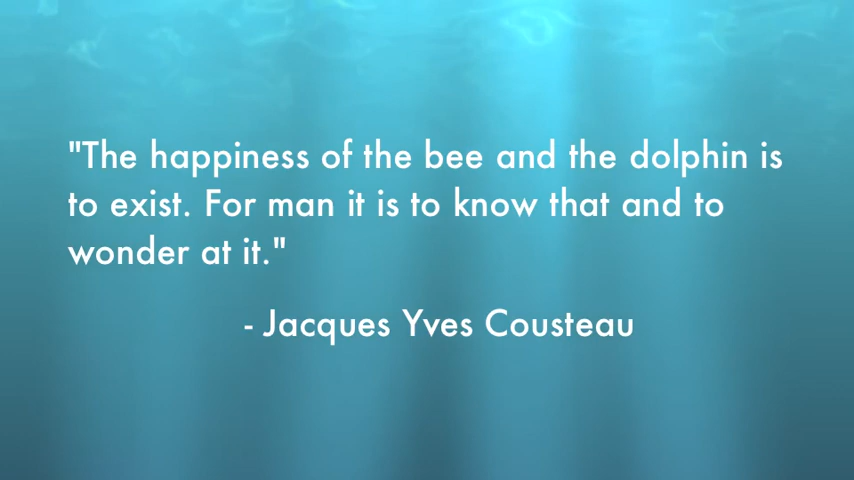 "The happiness of the bee and the dolphin is
to exist. For man it is to know that and to
wonder at it."
- Jacques Yves Cousteau